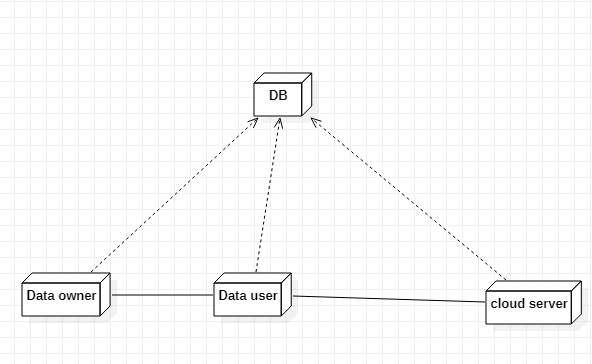 DB
Data owner
Data user
cloud server